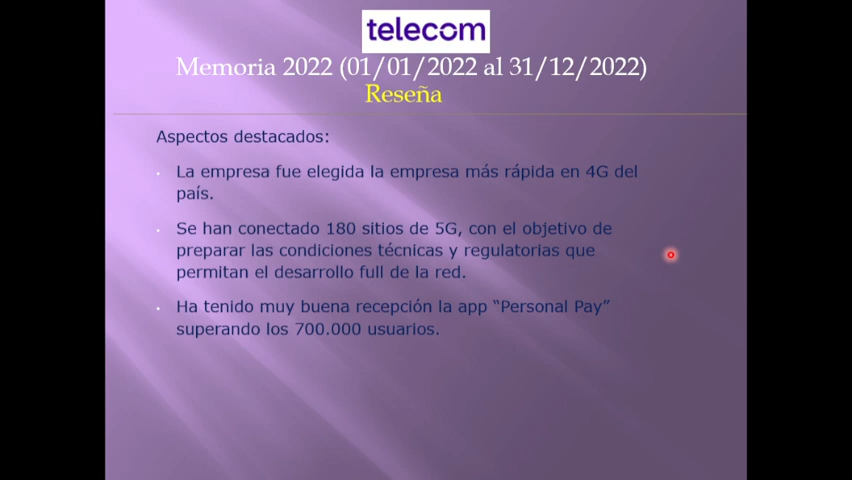 telecom
Memoria 2022 (01/01/2022 al 31/12/2022)
Reseña
Aspectos destacados:
La empresa fue elegida la empresa más rápida en 4G del
país.
Se han conectado 180 sitios de 5G, con el objetivo de
preparar las condiciones técnicas y regulatorias que
permitan el desarrollo full de la red.
Ha tenido muy buena recepción la app “Personal Pay”
superando los 700.000 usuarios.